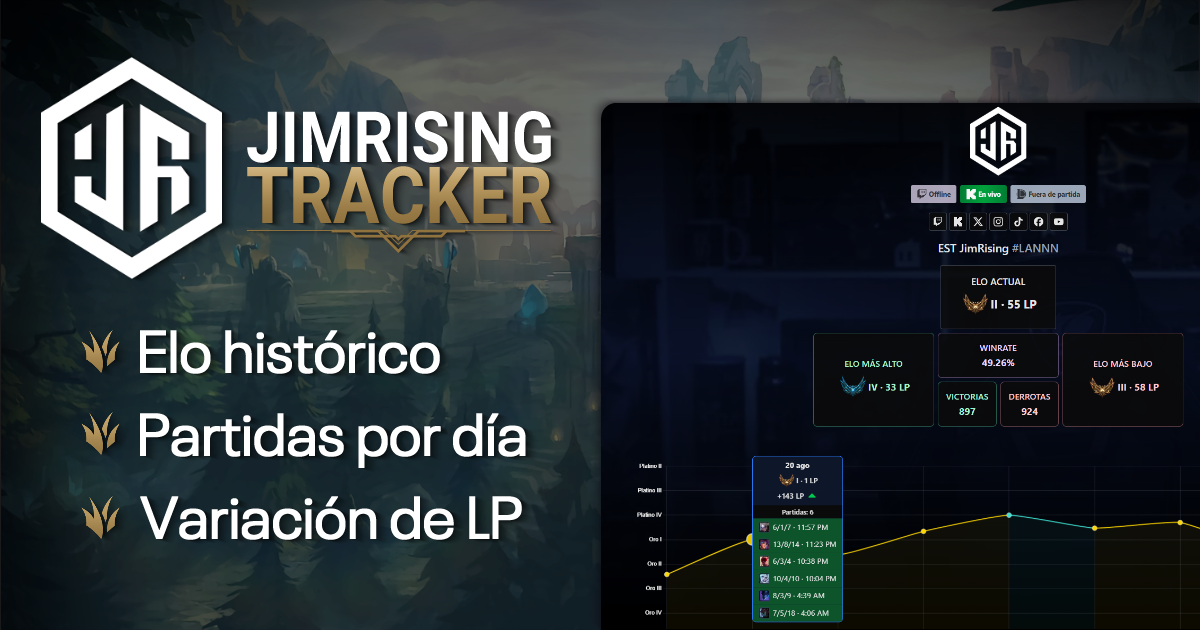 JR
JIMRISING
TRACKER
Elo histórico
Partidas por día
Variación de LP
JR
Offline
En vivo
Fuera de partida
EST JimRising #LANNN
ELO ACTUAL
II · 55 LP
ELO MÁS ALTO
IV · 33 LP
WINRATE
49.26%
VICTORIAS
897
DERROTAS
924
ELO MÁS BAJO
III · 58 LP
Platino II
Platino III
Platino IV
Oro I
Oro II
Oro III
Oro IV
20 ago
I · 1 LP
+143 LP
Partidas: 6
6/1/7 · 11:57 PM
13/8/14 · 11:23 PM
6/3/4 · 10:38 PM
10/4/10 · 10:04 PM
8/3/9 · 4:39 AM
7/5/18 · 4:06 AM